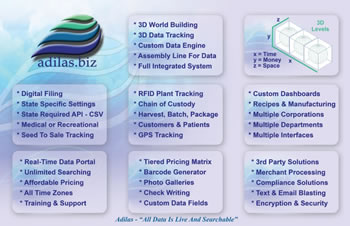 adilas.biz
* 3D World Building
* 3D Data Tracking
* Custom Data Engine
* Assembly Line For Data
* Full Integrated System
3D
Levels
y
z
x
x = Time
y = Money
z = Space
* Digital Filing
* State Specific Settings
* State Required API - CSV
* Medical or Recreational
* Seed To Sale Tracking
* RFID Plant Tracking
* Chain of Custody
* Harvest, Batch, Package
* Customers & Patients
* GPS Tracking
* Custom Dashboards
* Recipes & Manufacturing
* Multiple Corporations
* Multiple Departments
* Multiple Interfaces
* Real-Time Data Portal
* Unlimited Searching
* Affordable Pricing
* All Time Zones
* Training & Support
* Tiered Pricing Matrix
* Barcode Generator
* Photo Galleries
* Check Writing
* Custom Data Fields
* 3rd Party Solutions
* Merchant Processing
* Compliance Solutions
* Text & Email Blasting
* Encryption & Security
Adilas - "All Data Is Live And Searchable"